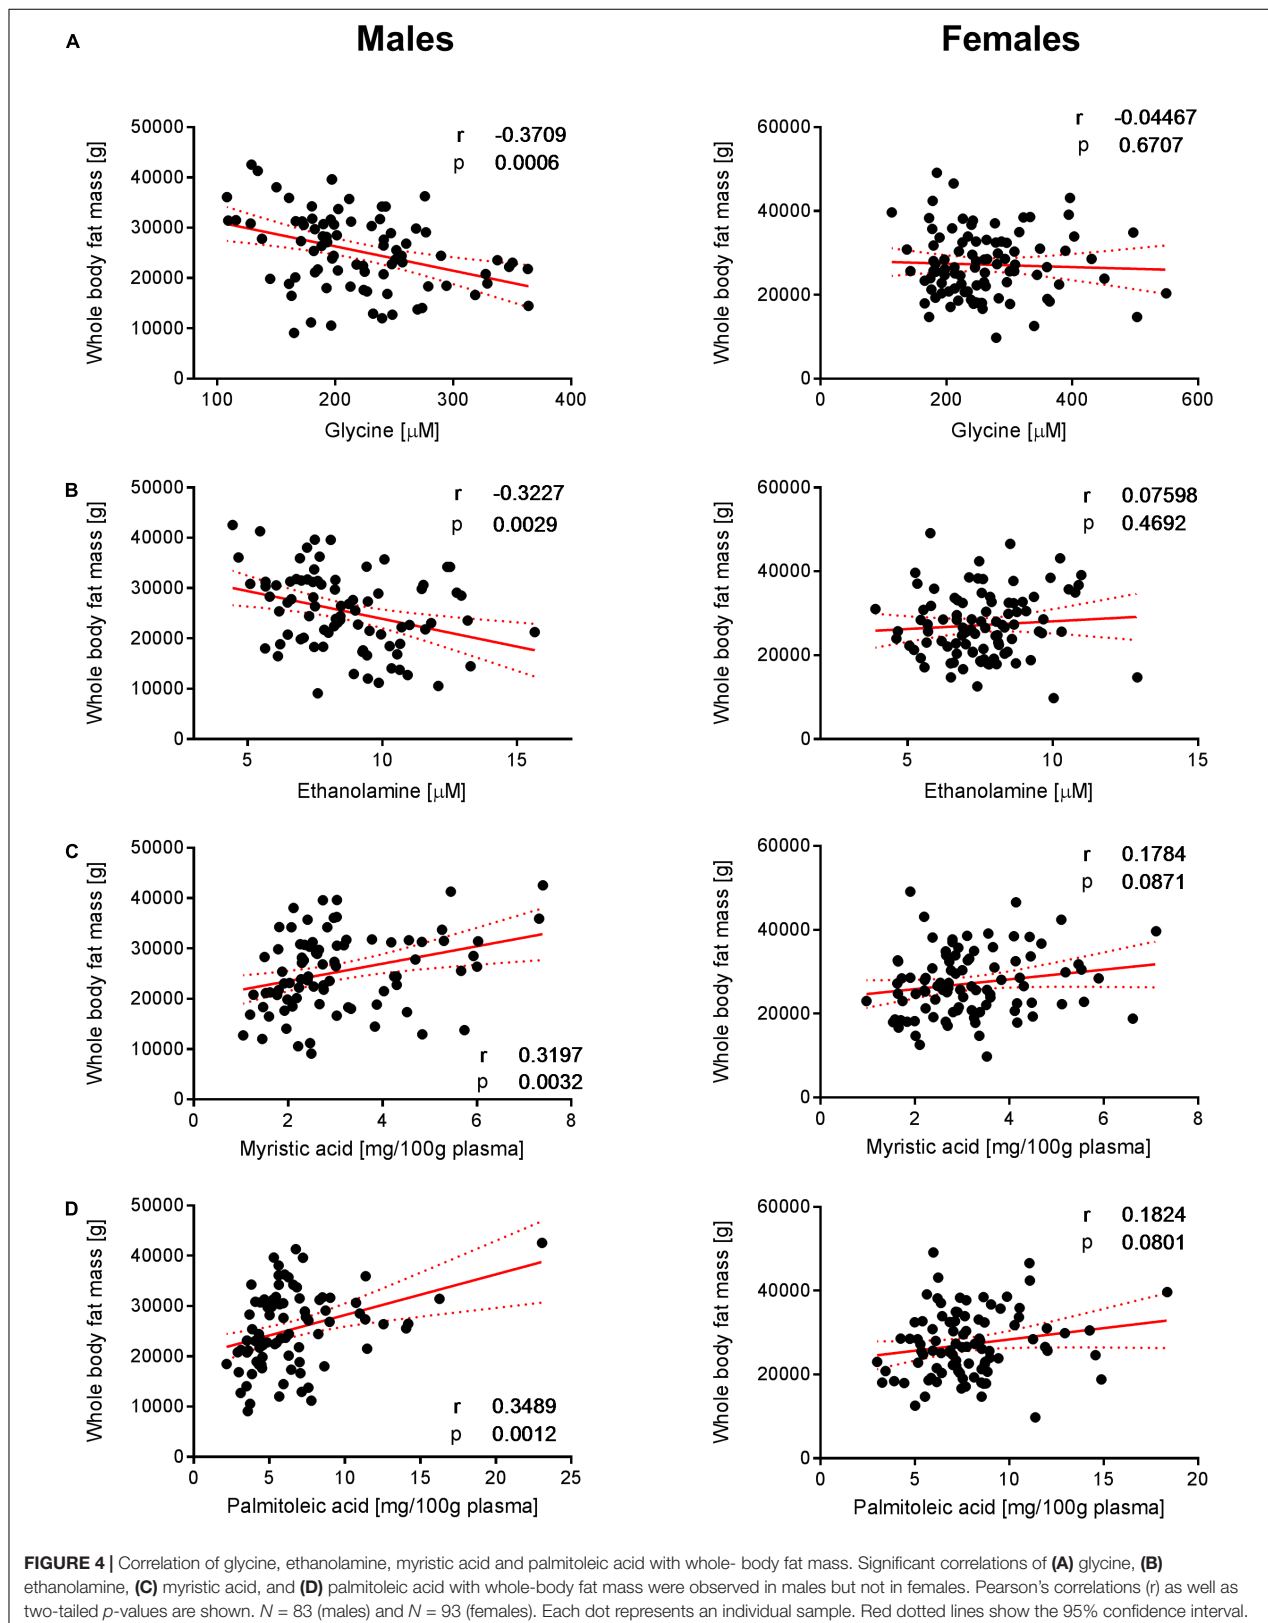 A
Males
Females
r -0.3709
p 0.0006
50000
40000
30000
20000
10000
0
Whole body fat mass [g]
100 200 300 400
Glycine [µM]
r -0.04467
p 0.6707
60000
40000
20000
0
Whole body fat mass [g]
0 200 400 600
Glycine [µM]
B
r -0.3227
p 0.0029
50000
40000
30000
20000
10000
0
Whole body fat mass [g]
5 10 15
Ethanolamine [µM]
r 0.07598
p 0.4692
60000
40000
20000
0
Whole body fat mass [g]
5 10 15
Ethanolamine [µM]
C
50000
40000
30000
20000
10000
0
Whole body fat mass [g]
r 0.3197
p 0.0032
0 2 4 6 8
Myristic acid [mg/100g plasma]
r 0.1784
p 0.0871
60000
40000
20000
0
Whole body fat mass [g]
0 2 4 6 8
Myristic acid [mg/100g plasma]
D
50000
40000
30000
20000
10000
0
Whole body fat mass [g]
r 0.3489
p 0.0012
0 5 10 15 20 25
Palmitoleic acid [mg/100g plasma]
r 0.1824
p 0.0801
60000
40000
20000
0
Whole body fat mass [g]
0 5 10 15 20
Palmitoleic acid [mg/100g plasma]
FIGURE 4 | Correlation of glycine, ethanolamine, myristic acid and palmitoleic acid with whole- body fat mass. Significant correlations of (A) glycine, (B)
ethanolamine, (C) myristic acid, and (D) palmitoleic acid with whole-body fat mass were observed in males but not in females. Pearson's correlations (r) as well as
two-tailed p-values are shown. N = 83 (males) and N = 93 (females). Each dot represents an individual sample. Red dotted lines show the 95% confidence interval.